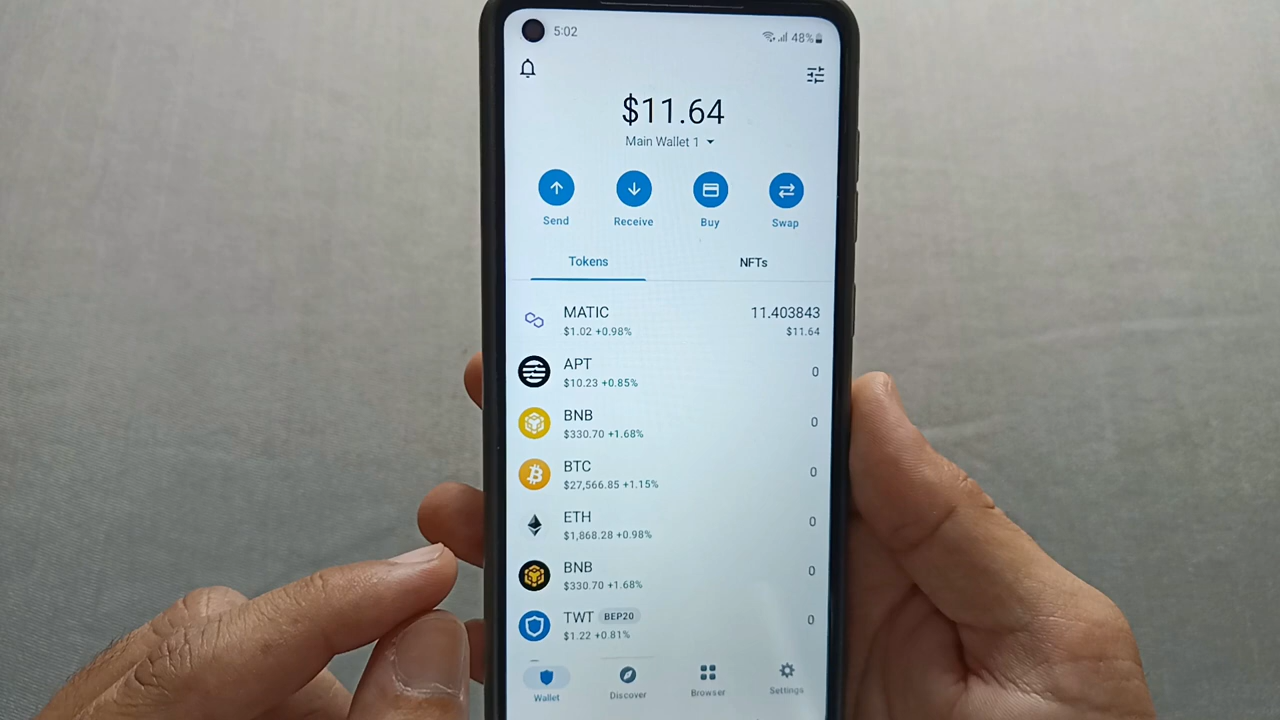 5:02
48%
$11.64
Main Wallet 1
Send Receive Buy Swap
Tokens NFTs
MATIC 11.403843
$1.02 +0.98% $11.64
APT 0
$10.23 +0.85%
BNB 0
$330.70 +1.68%
BTC 0
$27,566.85 +1.15%
ETH 0
$1,868.28 +0.98%
BNB 0
$330.70 +1.68%
TWT BEP20 0
$1.22 +0.81%
Wallet Discover Browser Settings